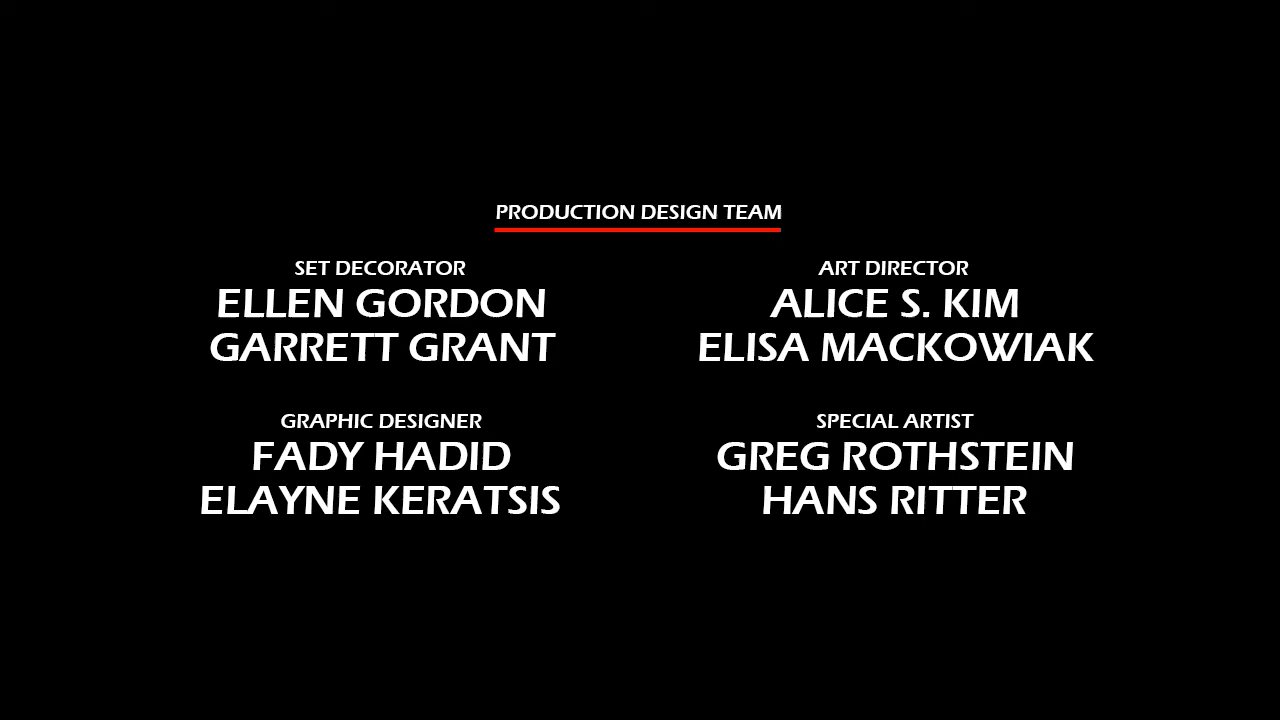 PRODUCTION DESIGN TEAM
SET DECORATOR
ELLEN GORDON
GARRETT GRANT
ART DIRECTOR
ALICE S. KIM
ELISA MACKOWIAK
GRAPHIC DESIGNER
FADY HADID
ELAYNE KERATSIS
SPECIAL ARTIST
GREG ROTHSTEIN
HANS RITTER